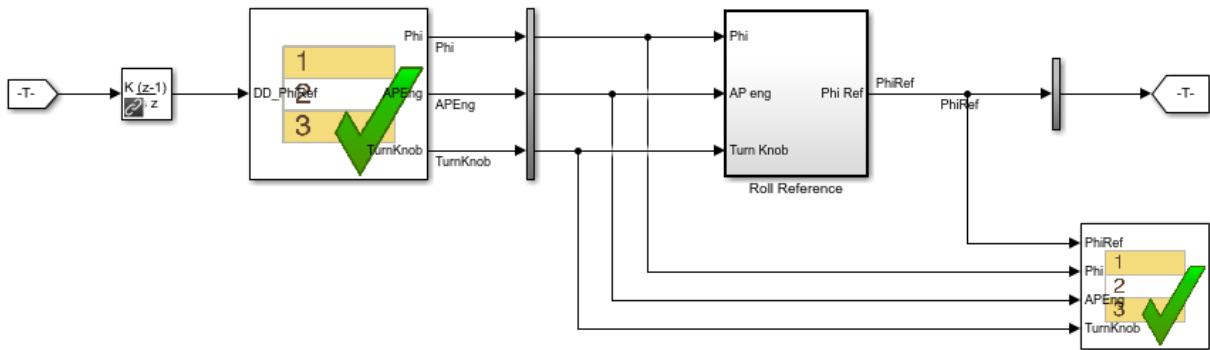 -T-
K (z-1)
z
DD_PhiRef
1
2
3
Phi
APEng
TurnKnob
Phi
APEng
TurnKnob
Phi
AP eng
Turn Knob
Phi Ref
Roll Reference
PhiRef
PhiRef
-T-
PhiRef
Phi
APEng
TurnKnob
1
2
3